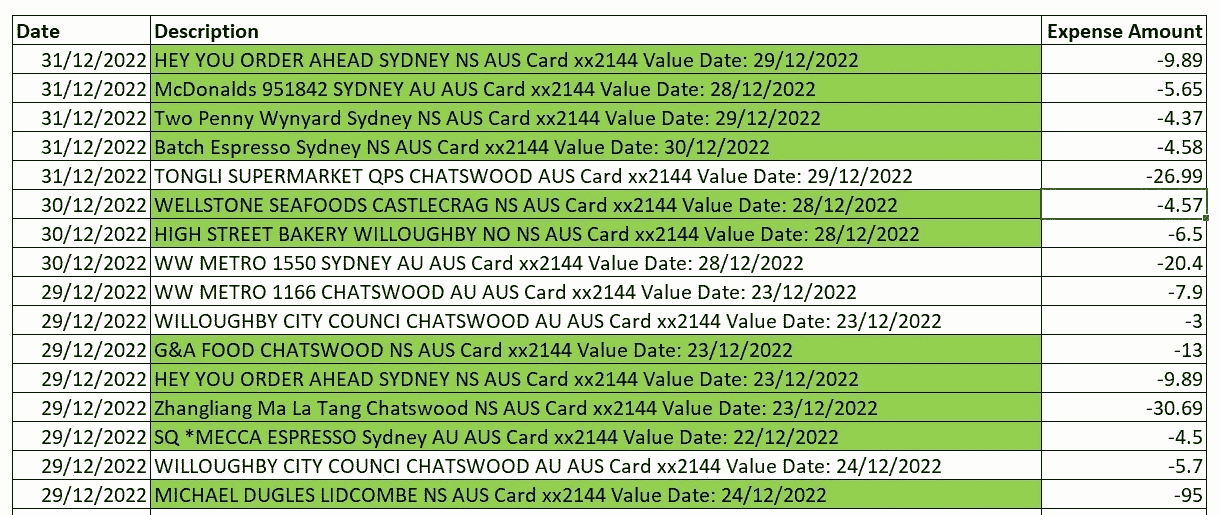 Date Description Expense Amount
31/12/2022 HEY YOU ORDER AHEAD SYDNEY NS AUS Card xx2144 Value Date: 29/12/2022 -9.89
31/12/2022 McDonalds 951842 SYDNEY AU AUS Card xx2144 Value Date: 28/12/2022 -5.65
31/12/2022 Two Penny Wynyard Sydney NS AUS Card xx2144 Value Date: 29/12/2022 -4.37
31/12/2022 Batch Espresso Sydney NS AUS Card xx2144 Value Date: 30/12/2022 -4.58
31/12/2022 TONGLI SUPERMARKET QPS CHATSWOOD AUS Card xx2144 Value Date: 29/12/2022 -26.99
30/12/2022 WELLSTONE SEAFOODS CASTLECRAG NS AUS Card xx2144 Value Date: 28/12/2022 -4.57
30/12/2022 HIGH STREET BAKERY WILLOUGHBY NO NS AUS Card xx2144 Value Date: 28/12/2022 -6.5
30/12/2022 WW METRO 1550 SYDNEY AU AUS Card xx2144 Value Date: 28/12/2022 -20.4
29/12/2022 WW METRO 1166 CHATSWOOD AU AUS Card xx2144 Value Date: 23/12/2022 -7.9
29/12/2022 WILLOUGHBY CITY COUNCI CHATSWOOD AU AUS Card xx2144 Value Date: 23/12/2022 -3
29/12/2022 G&A FOOD CHATSWOOD NS AUS Card xx2144 Value Date: 23/12/2022 -13
29/12/2022 HEY YOU ORDER AHEAD SYDNEY NS AUS Card xx2144 Value Date: 23/12/2022 -9.89
29/12/2022 Zhangliang Ma La Tang Chatswood NS AUS Card xx2144 Value Date: 23/12/2022 -30.69
29/12/2022 SQ *MECCA ESPRESSO Sydney AU AUS Card xx2144 Value Date: 22/12/2022 -4.5
29/12/2022 WILLOUGHBY CITY COUNCI CHATSWOOD AU AUS Card xx2144 Value Date: 24/12/2022 -5.7
29/12/2022 MICHAEL DUGLES LIDCOMBE NS AUS Card xx2144 Value Date: 24/12/2022 -95